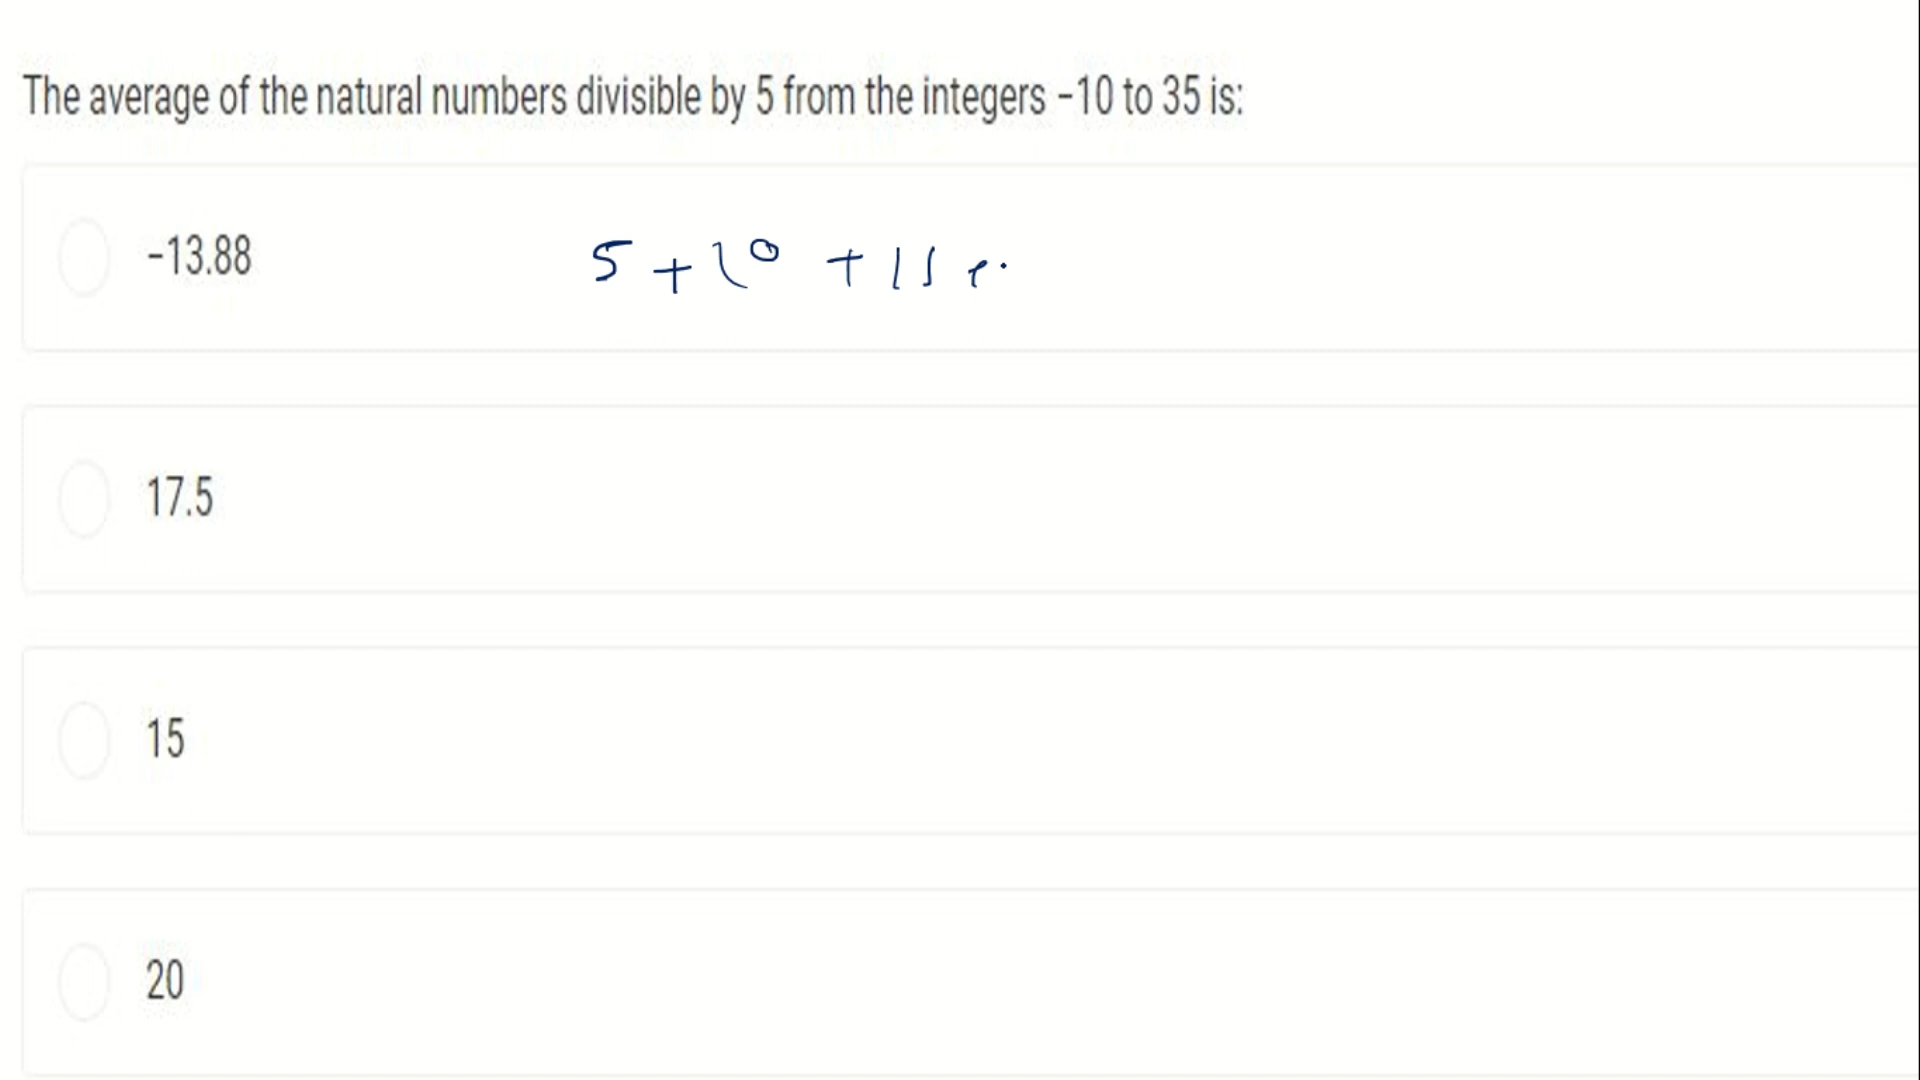 The average of the natural numbers divisible by 5 from the integers −10 to 35 is:
−13.88
5 + 10 + 15
17.5
15
20